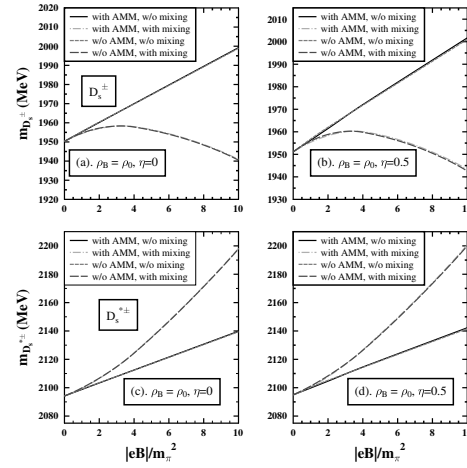 with AMM, w/o mixing
with AMM, with mixing
w/o AMM, w/o mixing
w/o AMM, with mixing
D_s^±
(a). ρ_B = ρ_0, η=0
m_{D_s^±} (MeV)
2020
2010
2000
1990
1980
1970
1960
1950
1940
1930
1920
0 2 4 6 8 10
with AMM, w/o mixing
with AMM, with mixing
w/o AMM, w/o mixing
w/o AMM, with mixing
(b). ρ_B = ρ_0, η=0.5
2010
2000
1990
1980
1970
1960
1950
1940
1930
0 2 4 6 8 10
with AMM, w/o mixing
with AMM, with mixing
w/o AMM, w/o mixing
w/o AMM, with mixing
D_s^{*±}
(c). ρ_B = ρ_0, η=0
m_{D_s^{*±}} (MeV)
2200
2180
2160
2140
2120
2100
2080
0 2 4 6 8 10
|eB|/m_π^2
with AMM, w/o mixing
with AMM, with mixing
w/o AMM, w/o mixing
w/o AMM, with mixing
(d). ρ_B = ρ_0, η=0.5
2200
2180
2160
2140
2120
2100
2080
0 2 4 6 8 10
|eB|/m_π^2